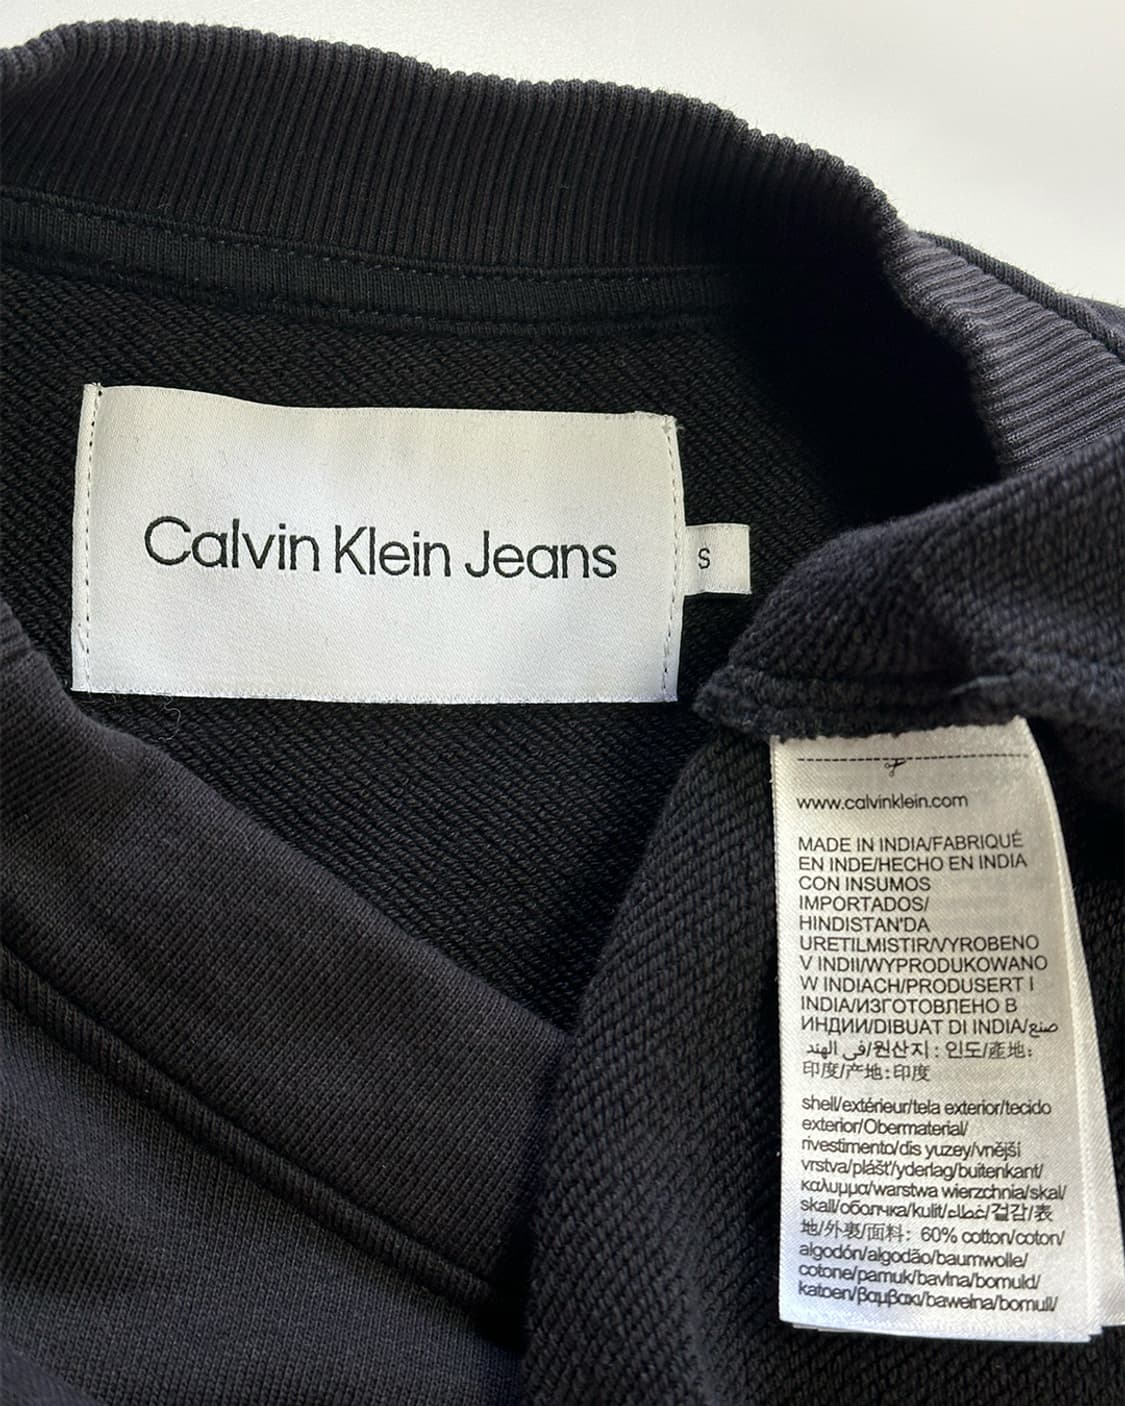 Calvin Klein Jeans
S
www.calvinklein.com
MADE IN INDIA/FABRIQUÉ
EN INDE/HECHO EN INDIA
CON INSUMOS
IMPORTADOS/
HINDISTAN'DA
URETILMISTIR/VYROBENO
V INDII/WYPRODUKOWANO
W INDIACH/PRODUSERT I
INDIA/ИЗГОТОВЛЕНО В
ИНДИИ/DIBUAT DI INDIA/صنع
في الهند/원산지 : 인도/產地:
印度/产地:印度
shell/extérieur/tela exterior/tecido
exterior/Obermaterial/
rivestimento/dis yuzey/vnější
vrstva/plášť/yderlag/buitenkant/
καλυμμα/warstwa wierzchnia/skal/
skall/оболчка/kulit/غطاء/겉감/表
地/外裹/面料: 60% cotton/coton/
algodón/algodão/baumwolle/
cotone/pamuk/bavlna/bomuld/
katoen/βαμβακι/bawełna/bomull/